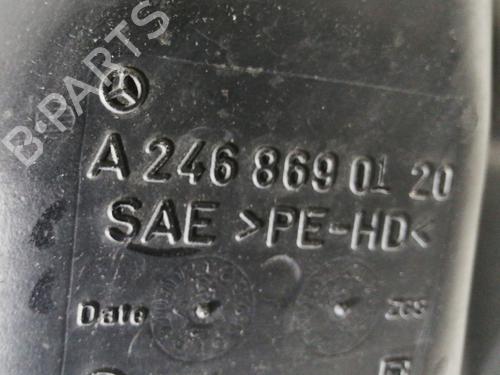 B-PARTS
A 246 869 01 20
SAE >PE-HD<
Date